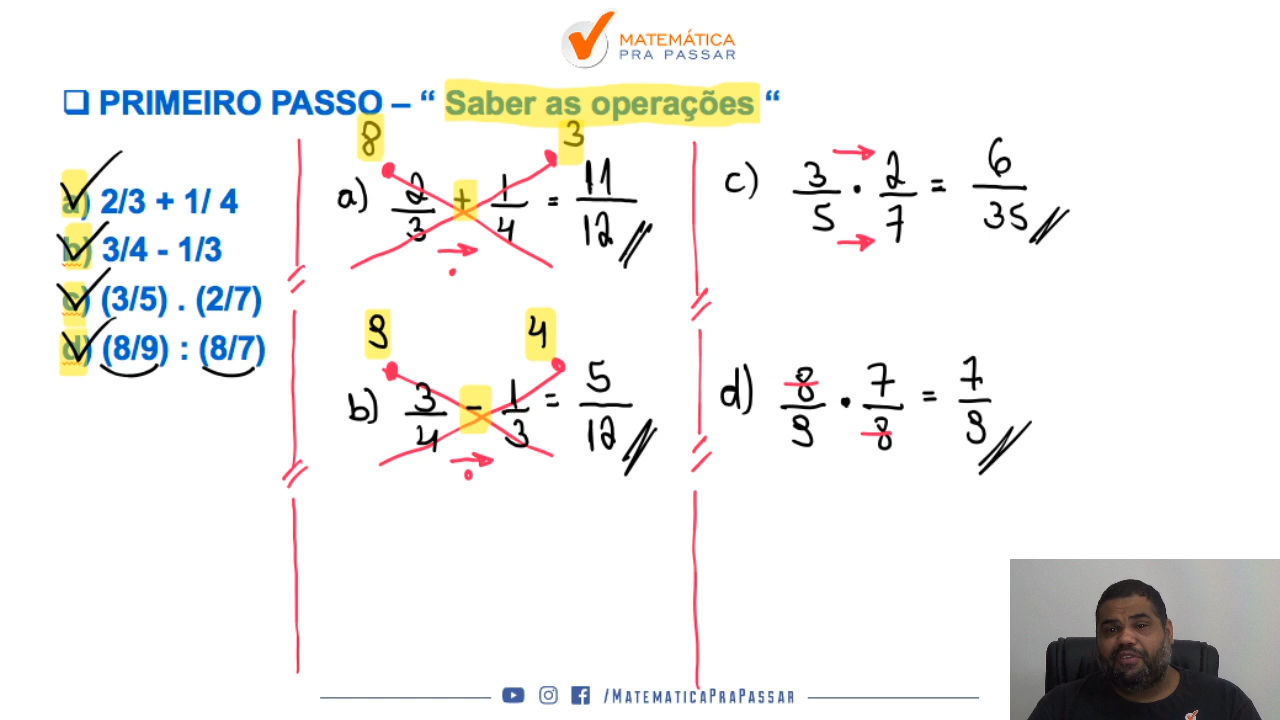 MATEMÁTICA
PRA PASSAR
❑ PRIMEIRO PASSO – “ Saber as operações “
a) 2/3 + 1/ 4
b) 3/4 - 1/3
c) (3/5) . (2/7)
d) (8/9) : (8/7)
8 3
a) 2/3 + 1/4 = 11/12
.
9 4
b) 3/4 - 1/3 = 5/12
.
c) 3/5 . 2/7 = 6/35
d) 8/9 . 7/8 = 7/9
/MATEMATICAPRAPASSAR